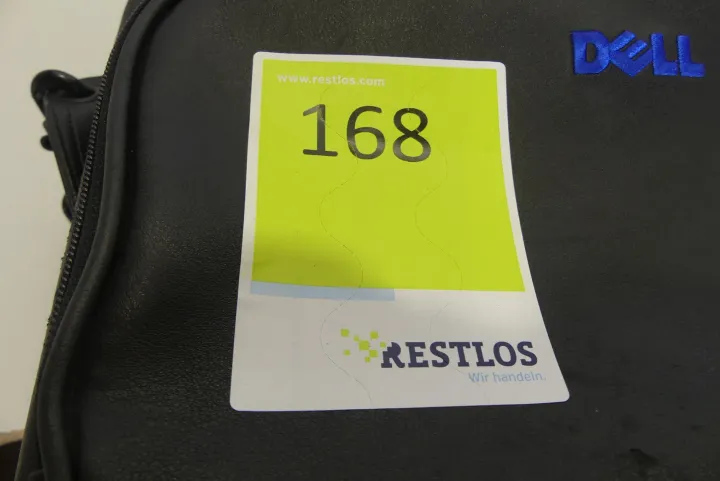 DELL
www.restlos.com
168
RESTLOS
Wir handeln.